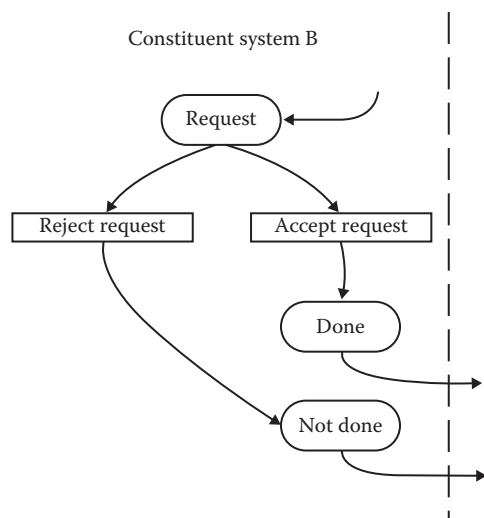 Constituent system B
Request
Reject request
Accept request
Done
Not done